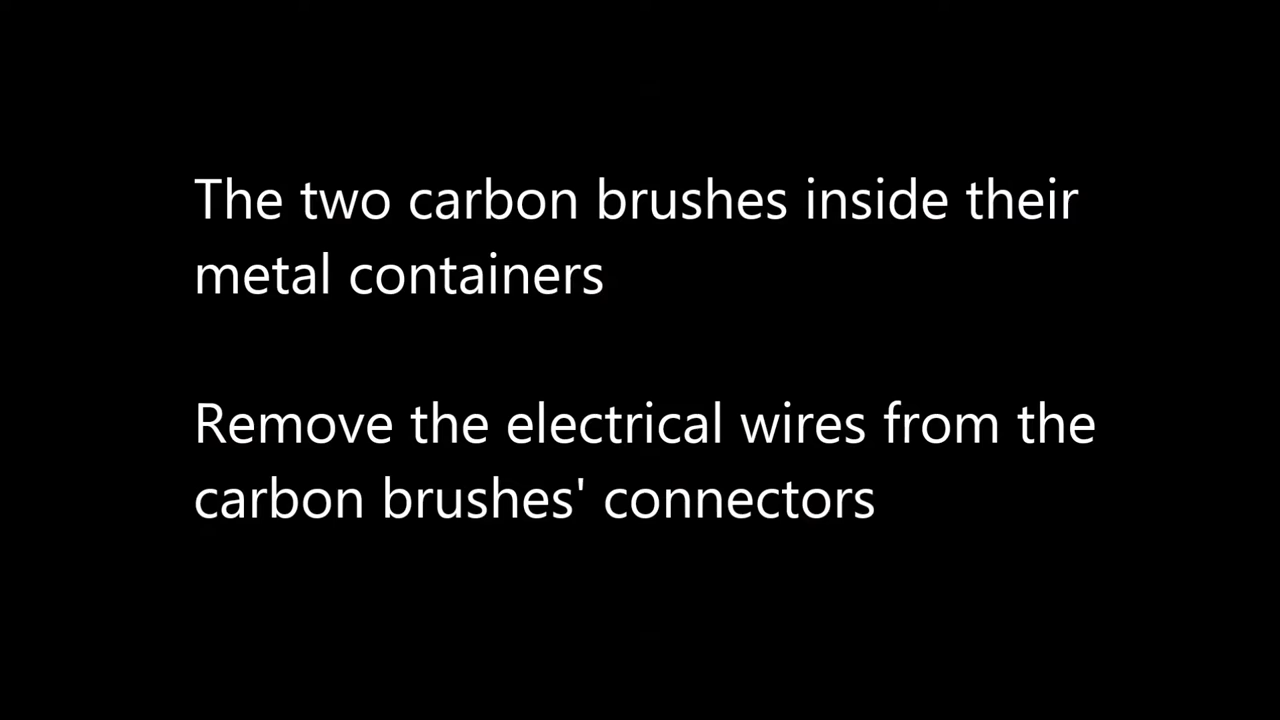 The two carbon brushes inside their
metal containers
Remove the electrical wires from the
carbon brushes' connectors